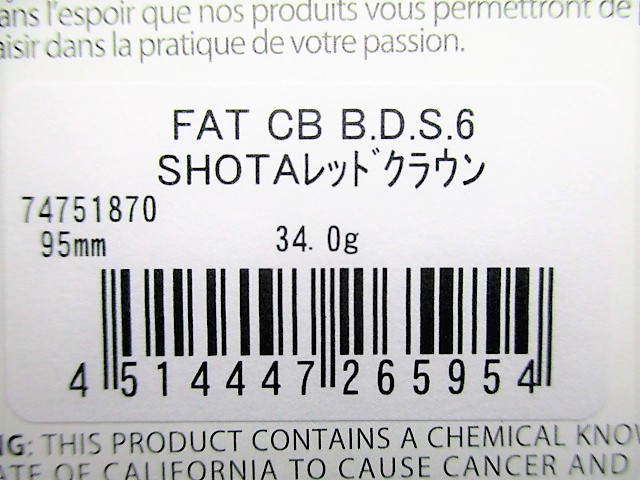 ans l'espoir que nos produits vous permettront de
aisir dans la pratique de votre passion.
FAT CB B.D.S.6
SHOTAレッドクラウン
74751870
95mm 34.0g
4 514447 265954
NG: THIS PRODUCT CONTAINS A CHEMICAL KNOW
ATE OF CALIFORNIA TO CAUSE CANCER AND